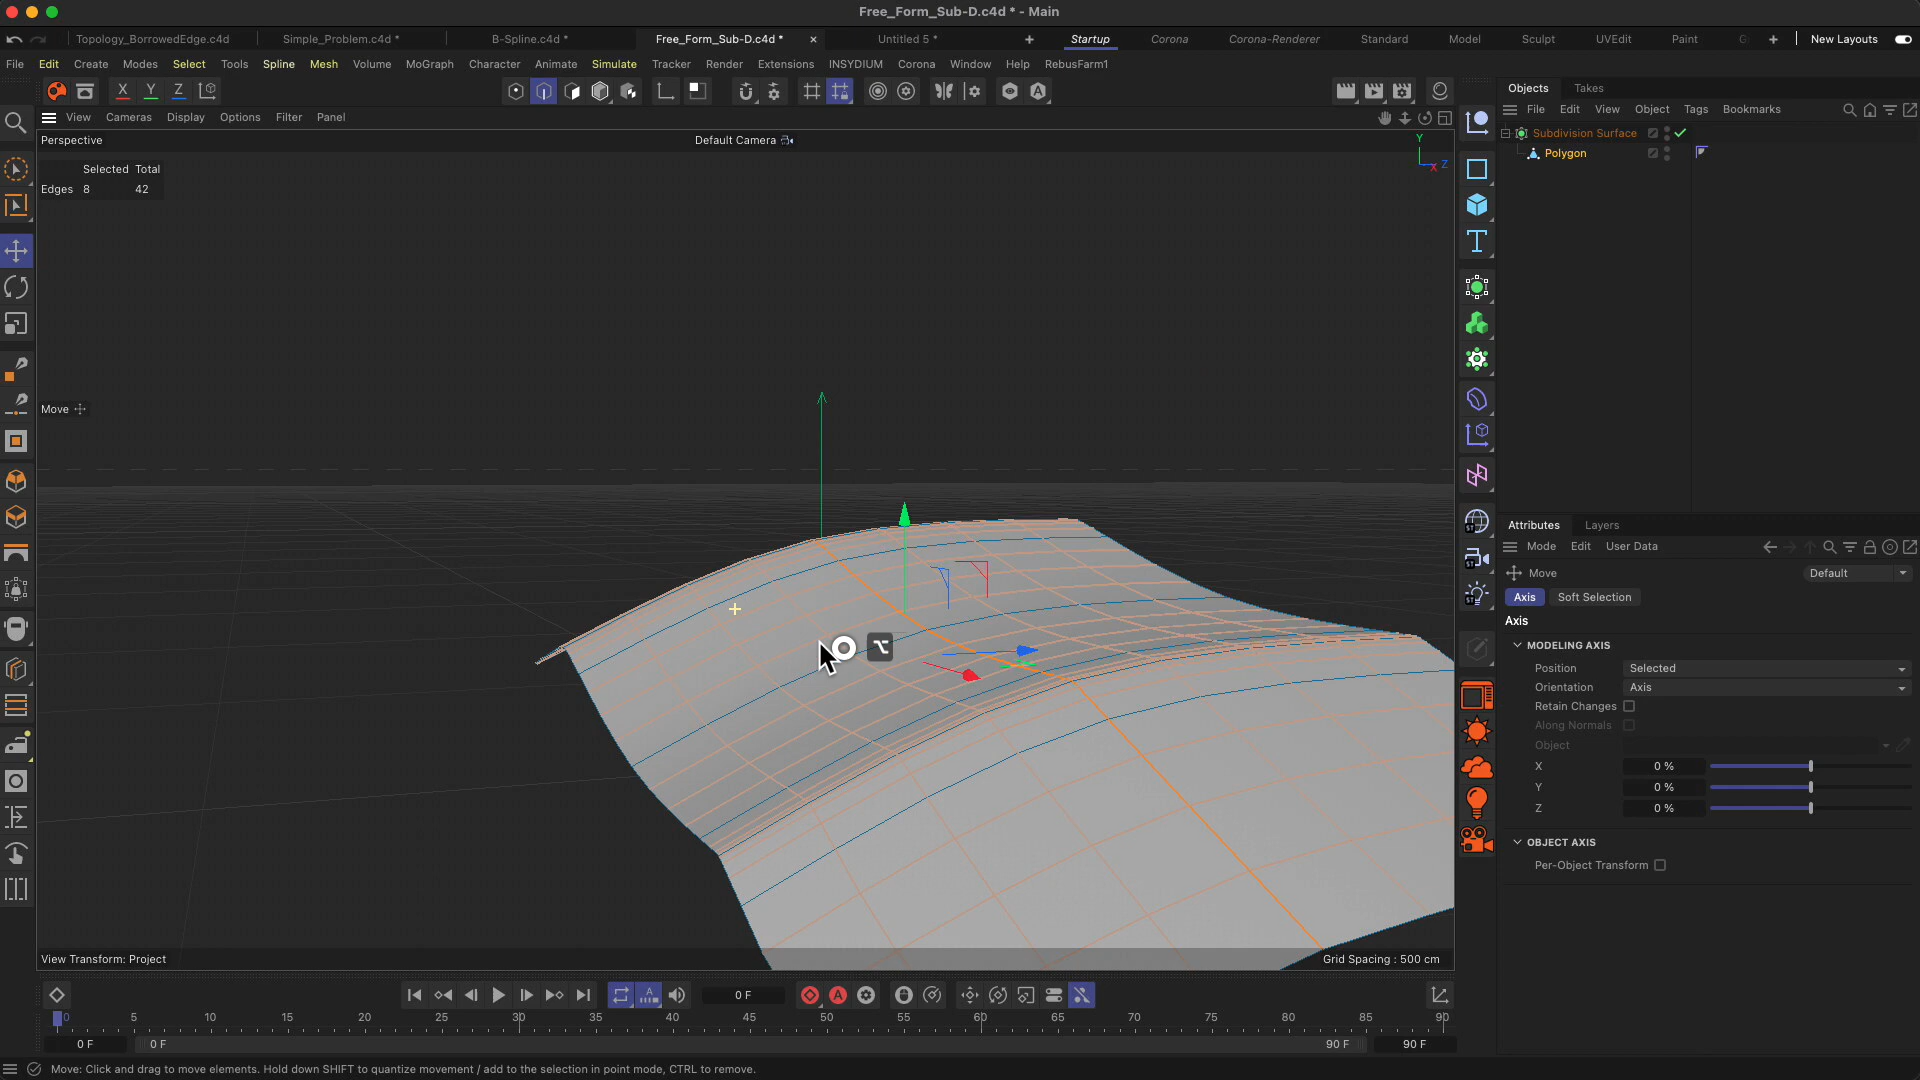 Free_Form_Sub-D.c4d * - Main
Topology_BorrowedEdge.c4d Simple_Problem.c4d * B-Spline.c4d * Free_Form_Sub-D.c4d * Untitled 5 * Startup Corona Corona-Renderer Standard Model Sculpt UVEdit Paint New Layouts
File Edit Create Modes Select Tools Spline Mesh Volume MoGraph Character Animate Simulate Tracker Render Extensions INSYDIUM Corona Window Help RebusFarm1
X Y Z
Objects Takes
View Cameras Display Options Filter Panel
File Edit View Object Tags Bookmarks
Perspective
Default Camera
Y
X Z
Subdivision Surface
Polygon
Selected Total
Edges 8 42
Move
Attributes Layers
Mode Edit User Data
Move Default
Axis Soft Selection
Axis
MODELING AXIS
Position Selected
Orientation Axis
Retain Changes
Along Normals
Object
X 0 %
Y 0 %
Z 0 %
OBJECT AXIS
Per-Object Transform
View Transform: Project
Grid Spacing : 500 cm
0 F
0 5 10 15 20 25 30 35 40 45 50 55 60 65 70 75 80 85 90
0 F 0 F 90 F 90 F
Move: Click and drag to move elements. Hold down SHIFT to quantize movement / add to the selection in point mode, CTRL to remove.